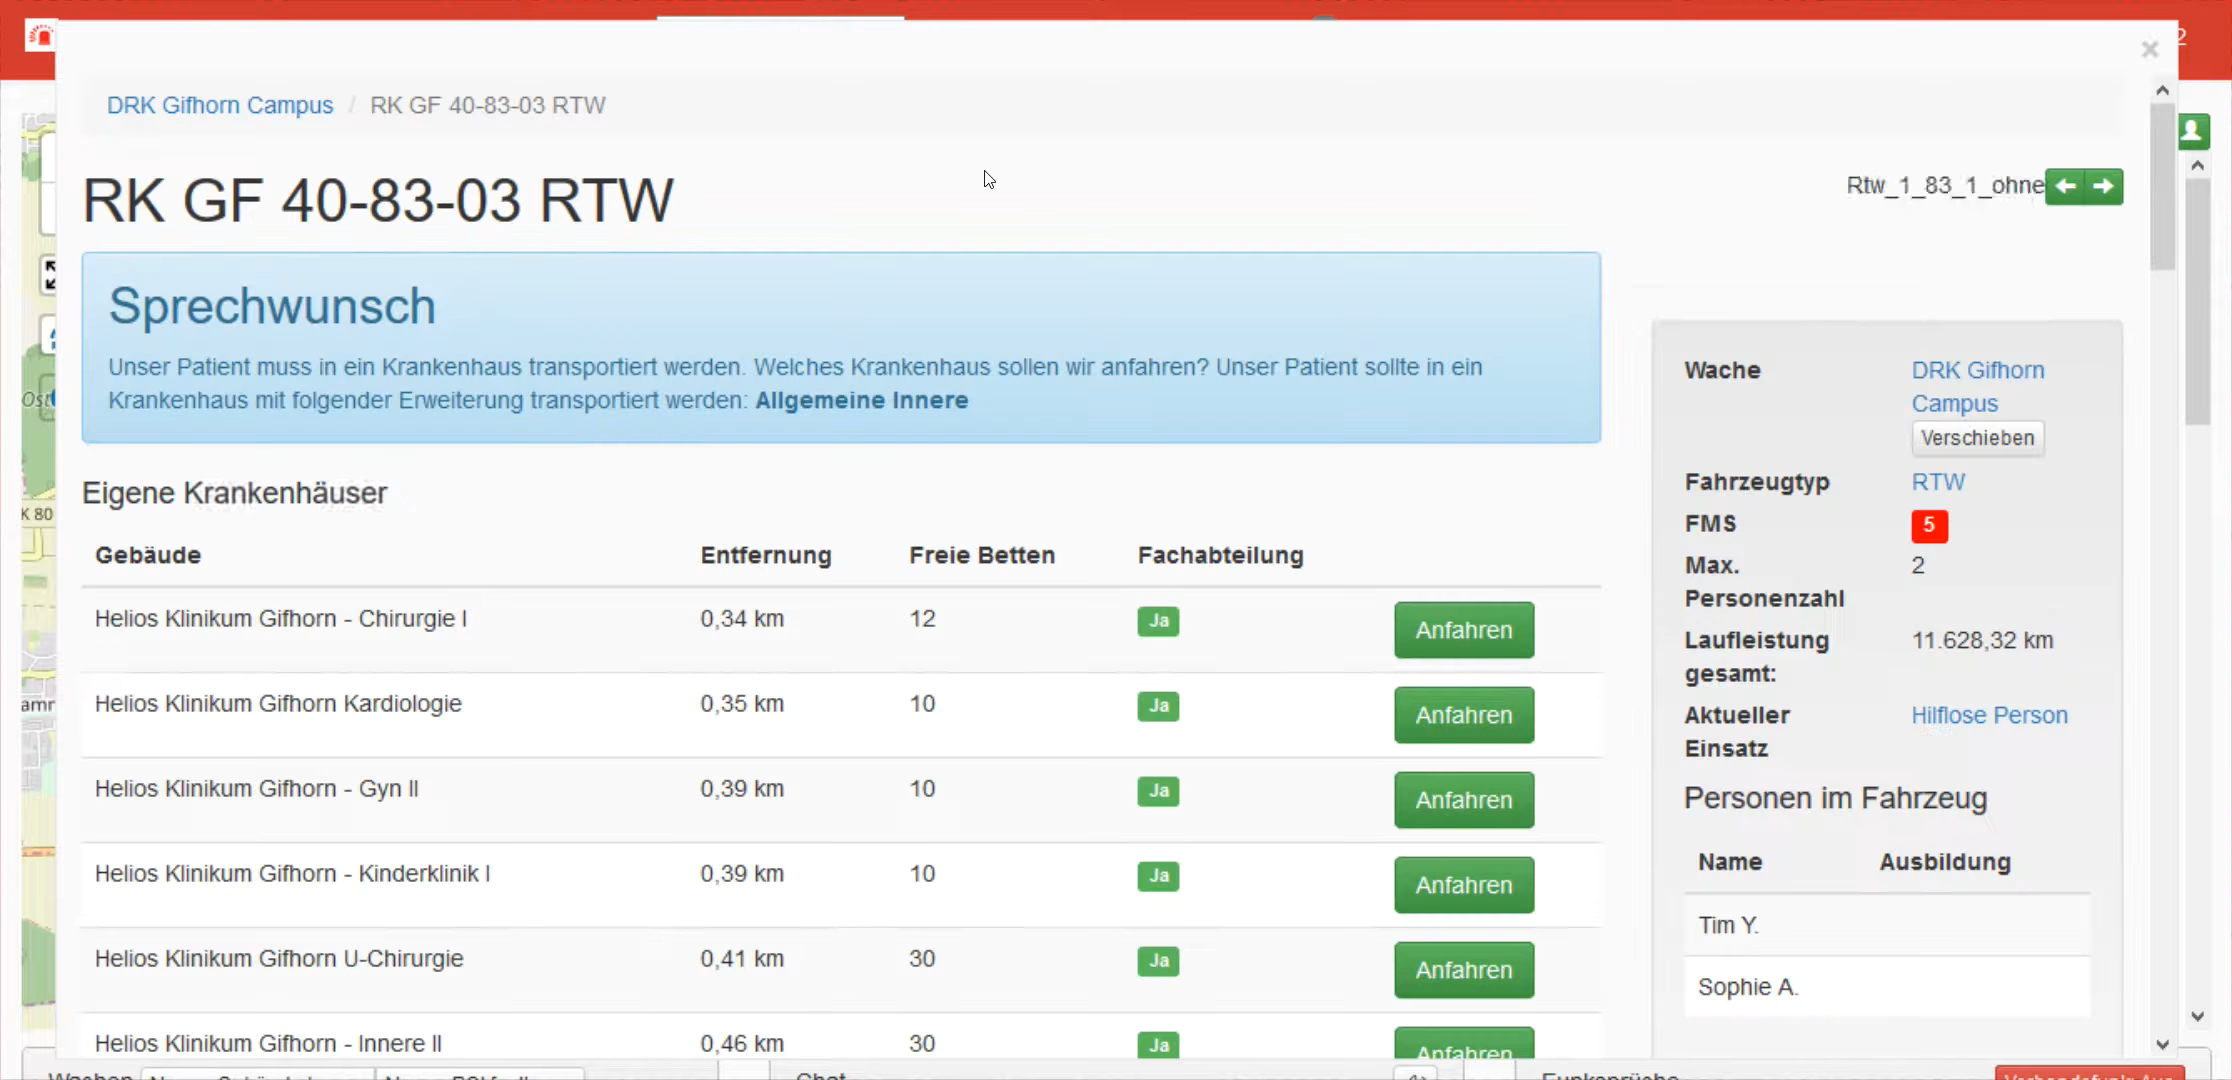 DRK Gifhorn Campus / RK GF 40-83-03 RTW
RK GF 40-83-03 RTW
Rtw_1_83_1_ohne
Sprechwunsch
Unser Patient muss in ein Krankenhaus transportiert werden. Welches Krankenhaus sollen wir anfahren? Unser Patient sollte in ein
Krankenhaus mit folgender Erweiterung transportiert werden: Allgemeine Innere
Eigene Krankenhäuser
Gebäude Entfernung Freie Betten Fachabteilung
Helios Klinikum Gifhorn - Chirurgie I 0,34 km 12 Ja Anfahren
Helios Klinikum Gifhorn Kardiologie 0,35 km 10 Ja Anfahren
Helios Klinikum Gifhorn - Gyn II 0,39 km 10 Ja Anfahren
Helios Klinikum Gifhorn - Kinderklinik I 0,39 km 10 Ja Anfahren
Helios Klinikum Gifhorn U-Chirurgie 0,41 km 30 Ja Anfahren
Helios Klinikum Gifhorn - Innere II 0,46 km 30 Ja Anfahren
Wache DRK Gifhorn
Campus
Verschieben
Fahrzeugtyp RTW
FMS 5
Max. 2
Personenzahl
Laufleistung 11.628,32 km
gesamt:
Aktueller Hilflose Person
Einsatz
Personen im Fahrzeug
Name Ausbildung
Tim Y.
Sophie A.
K 80
Wachen
Chat
Funksprüche